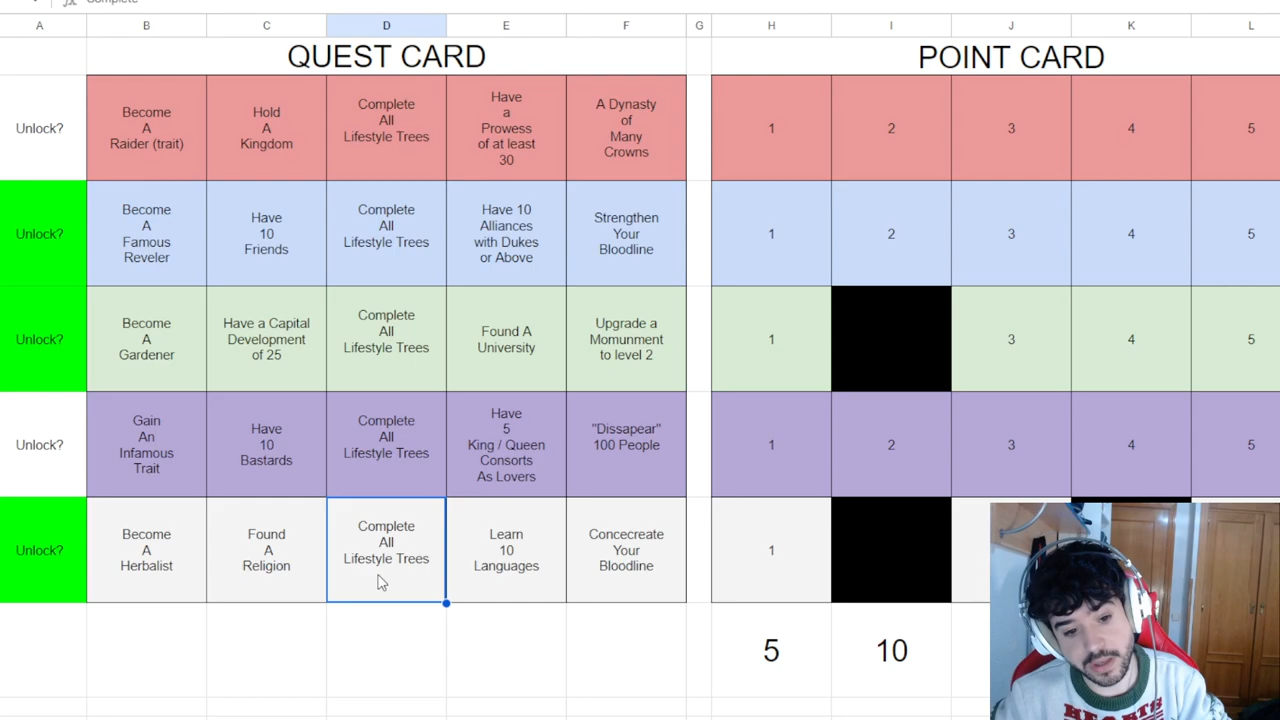 Complete
A
B
C
D
E
F
G
H
I
J
K
L
QUEST CARD
POINT CARD
Unlock?
Become
A
Raider (trait)
Hold
A
Kingdom
Complete
All
Lifestyle Trees
Have
a
Prowess
of at least
30
A Dynasty
of
Many
Crowns
1
2
3
4
5
Unlock?
Become
A
Famous
Reveler
Have
10
Friends
Complete
All
Lifestyle Trees
Have 10
Alliances
with Dukes
or Above
Strengthen
Your
Bloodline
1
2
3
4
5
Unlock?
Become
A
Gardener
Have a Capital
Development
of 25
Complete
All
Lifestyle Trees
Found A
University
Upgrade a
Momunment
to level 2
1
3
4
5
Unlock?
Gain
An
Infamous
Trait
Have
10
Bastards
Complete
All
Lifestyle Trees
Have
5
King / Queen
Consorts
As Lovers
"Dissapear"
100 People
1
2
3
4
5
Unlock?
Become
A
Herbalist
Found
A
Religion
Complete
All
Lifestyle Trees
Learn
10
Languages
Concecreate
Your
Bloodline
1
5
10